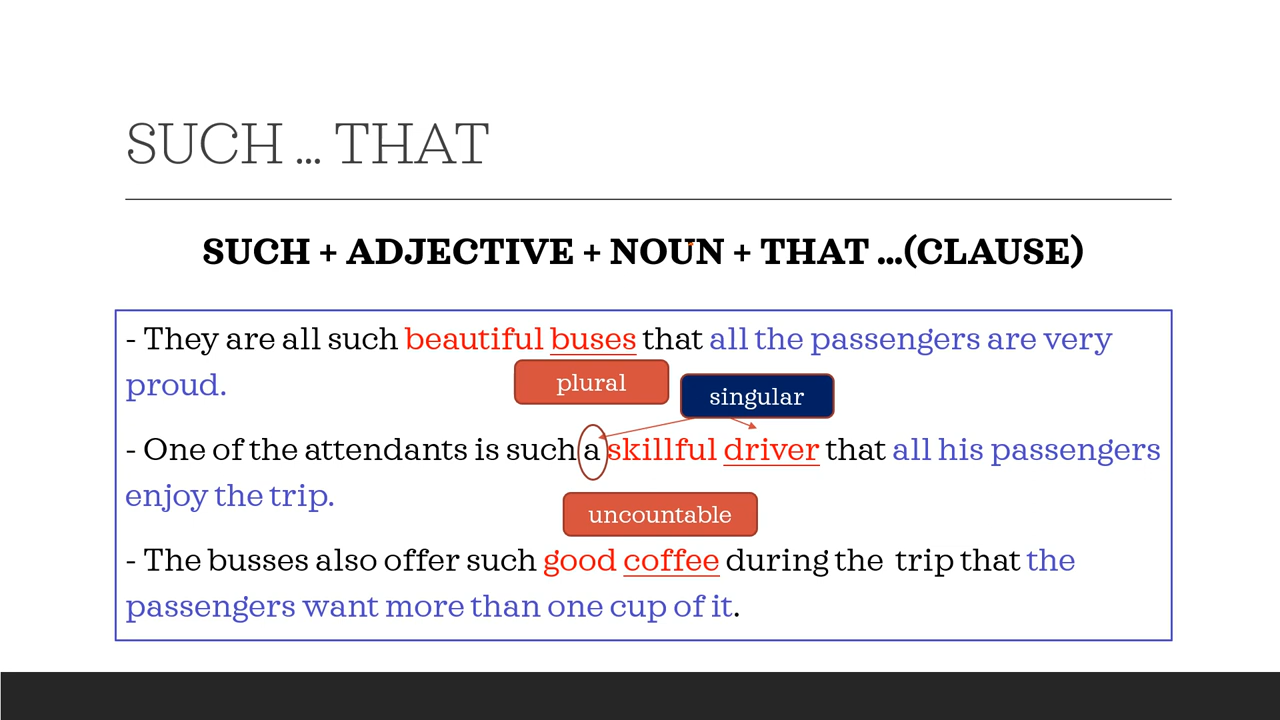 SUCH ... THAT
SUCH + ADJECTIVE + NOUN + THAT ...(CLAUSE)
- They are all such beautiful buses that all the passengers are very
proud.
plural
singular
- One of the attendants is such a skillful driver that all his passengers
enjoy the trip.
uncountable
- The busses also offer such good coffee during the trip that the
passengers want more than one cup of it.